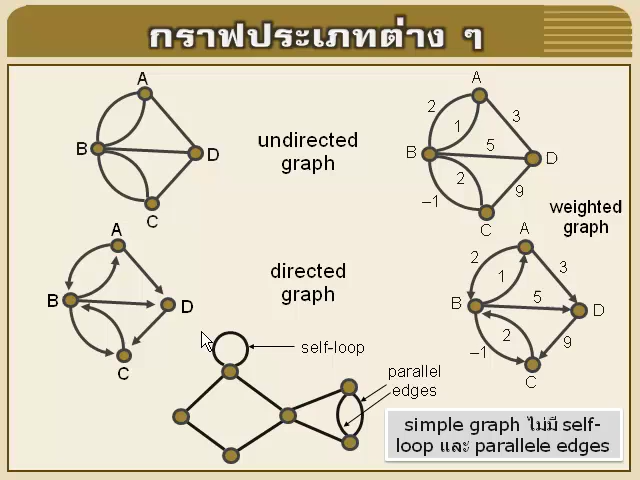 กราฟประเภทต่าง ๆ
A
B
D
C
undirected
graph
A
2
1
3
B
5
D
2
–1
9
C
weighted
graph
A
B
D
C
directed
graph
A
2
1
3
B
5
D
2
–1
9
C
self-loop
parallel
edges
simple graph ไม่มี self-
loop และ parallele edges